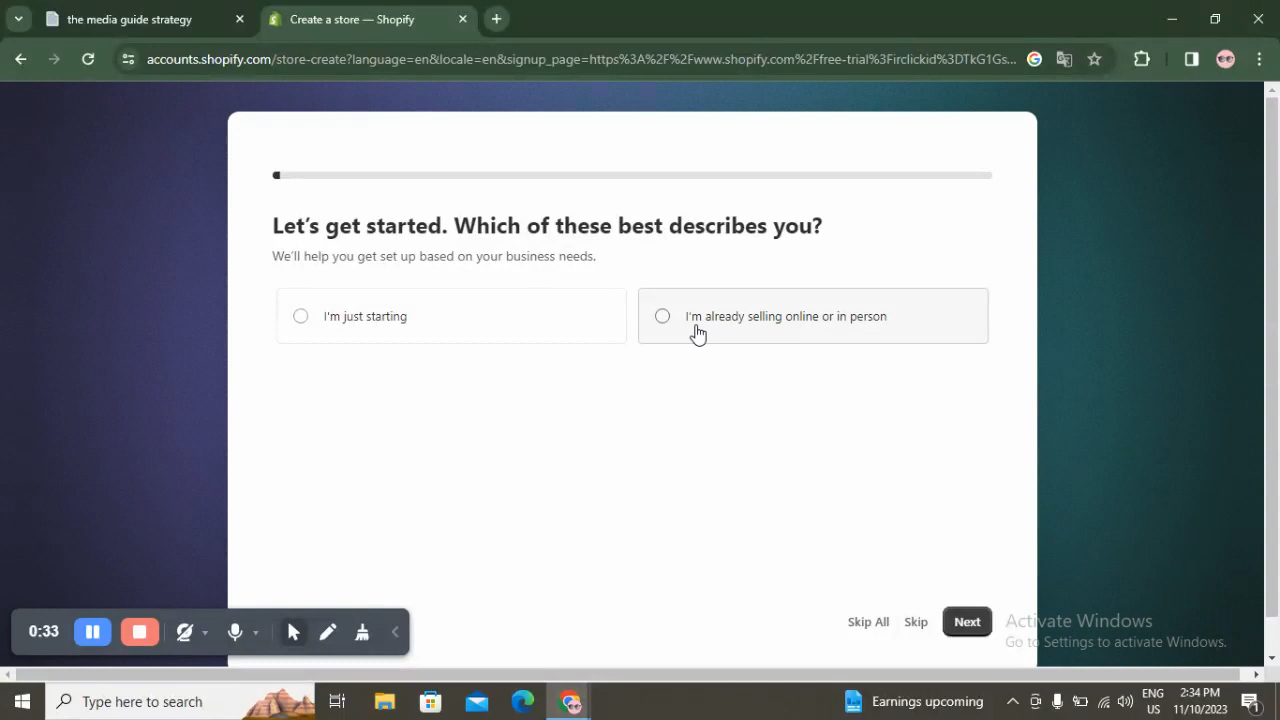 the media guide strategy
Create a store — Shopify
accounts.shopify.com/store-create?language=en&locale=en&signup_page=https%3A%2F%2Fwww.shopify.com%2Ffree-trial%3Firclickid%3DTkG1Gs...
Let's get started. Which of these best describes you?
We'll help you get set up based on your business needs.
I'm just starting
I'm already selling online or in person
Skip All
Skip
Next
Activate Windows
Go to Settings to activate Windows.
0:33
Type here to search
Earnings upcoming
ENG
US
2:34 PM
11/10/2023
1